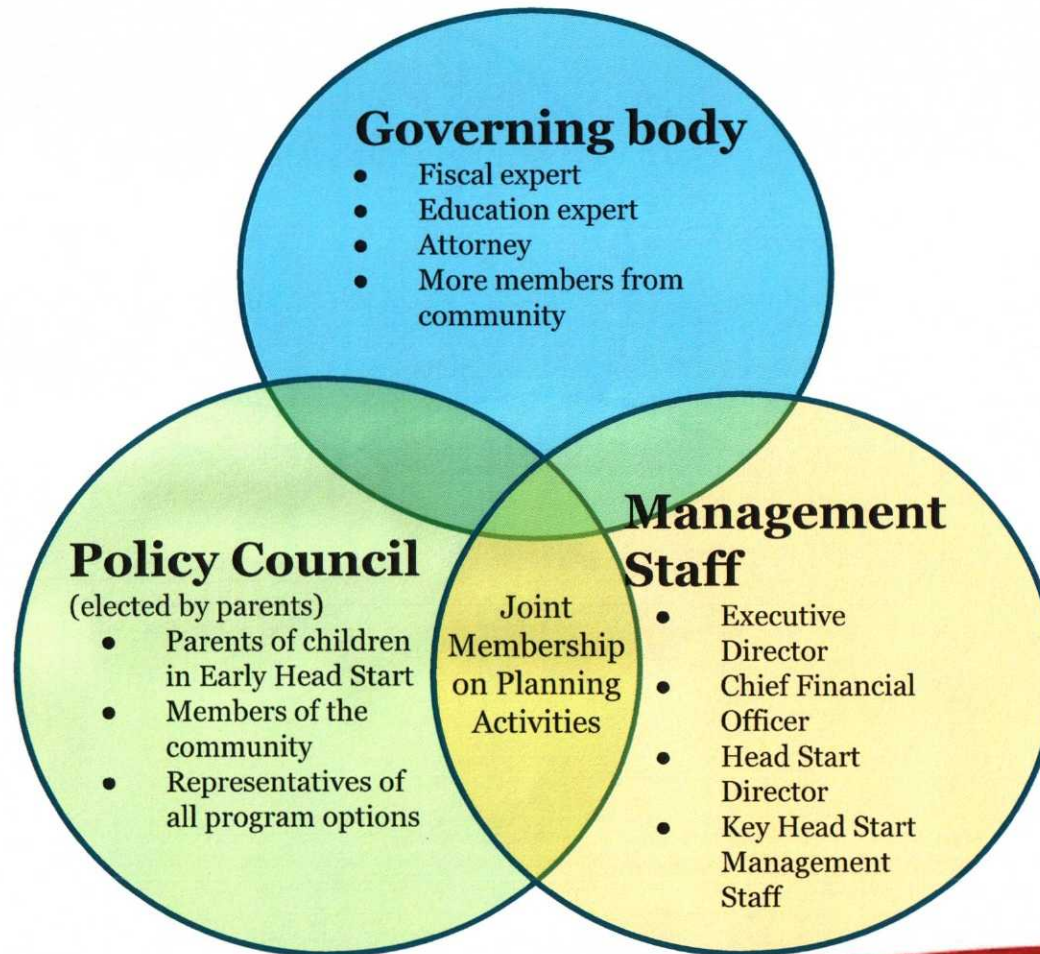 Governing body
● Fiscal expert
● Education expert
● Attorney
● More members from
community
Policy Council
(elected by parents)
● Parents of children
in Early Head Start
● Members of the
community
● Representatives of
all program options
Joint
Membership
on Planning
Activities
Management
Staff
● Executive
Director
● Chief Financial
Officer
● Head Start
Director
● Key Head Start
Management
Staff